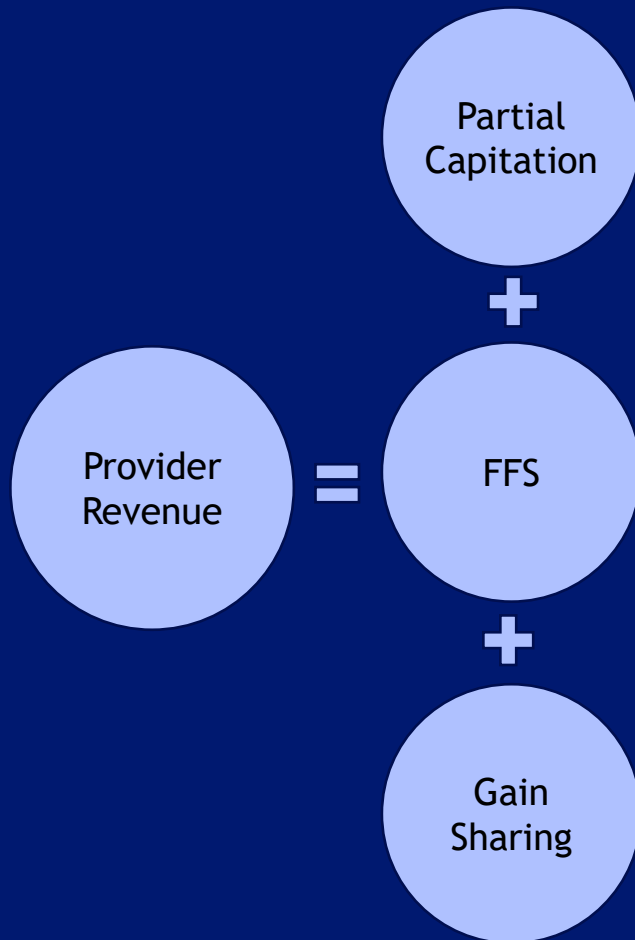 Provider
Revenue
=
Partial
Capitation
+
FFS
+
Gain
Sharing